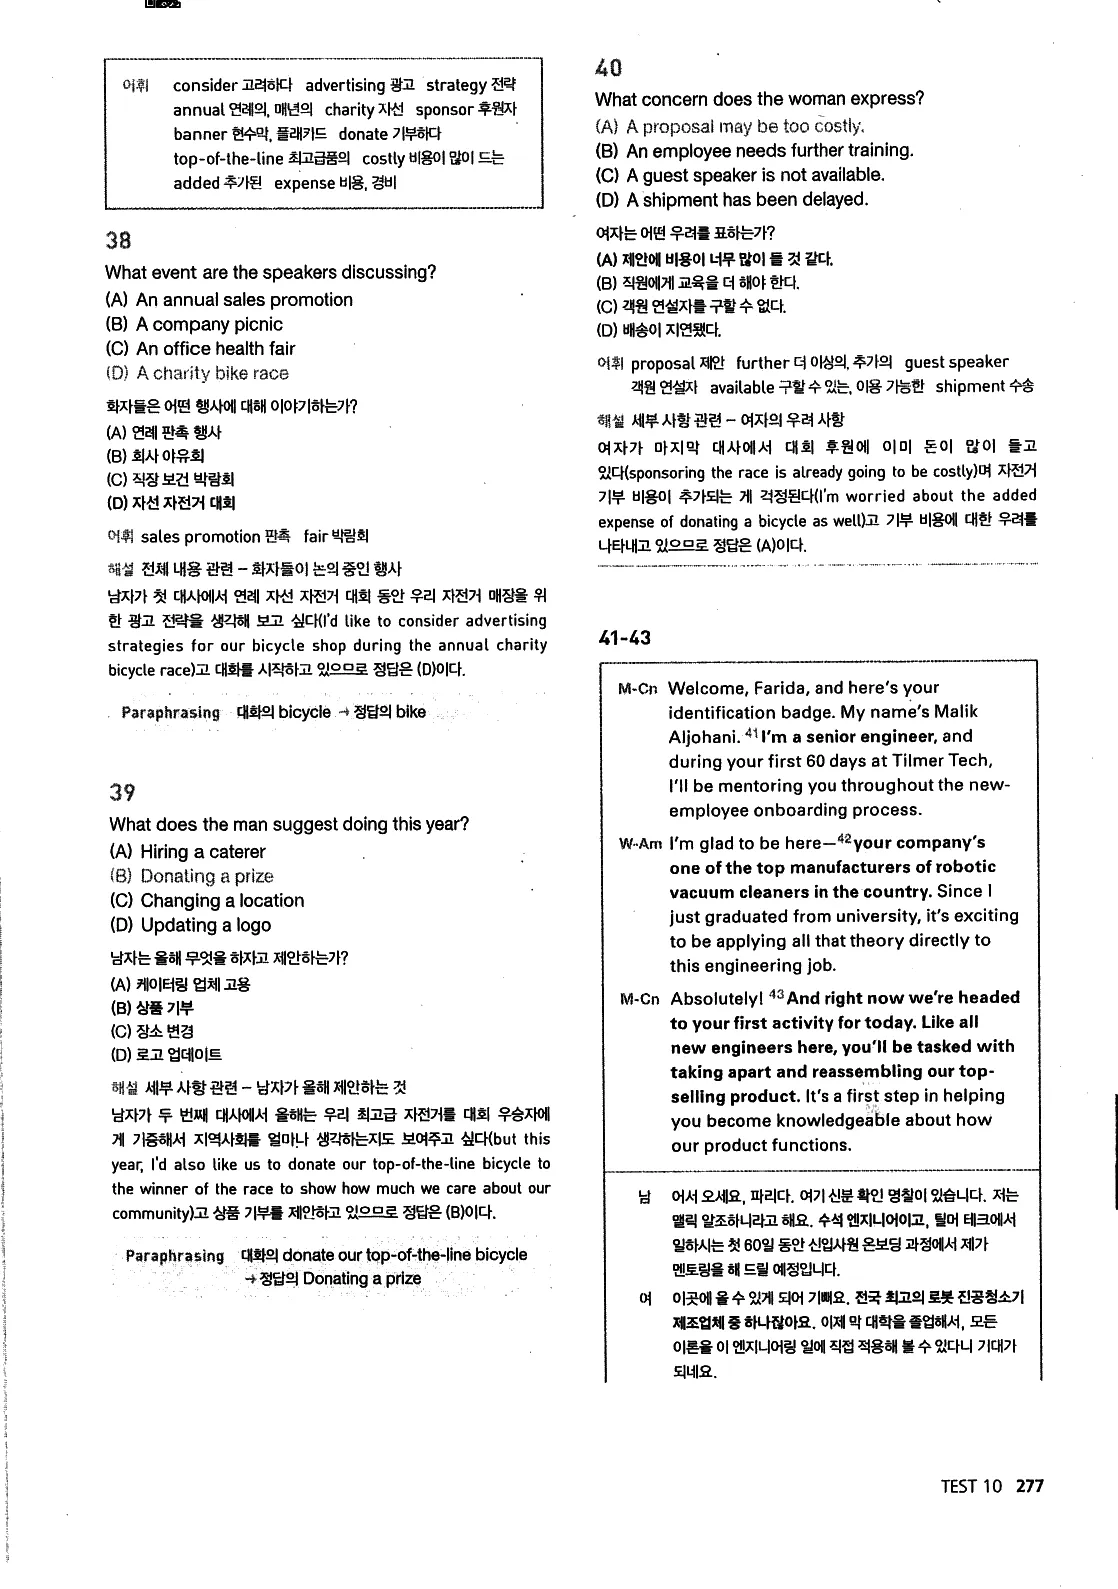 어휘 consider 고려하다 advertising 광고 strategy 전략
annual 연례의, 매년의 charity 자선 sponsor 후원자
banner 현수막, 플래카드 donate 기부하다
top-of-the-line 최고급품의 costly 비용이 많이 드는
added 추가된 expense 비용, 경비
38
What event are the speakers discussing?
(A) An annual sales promotion
(B) A company picnic
(C) An office health fair
(D) A charity bike race
화자들은 어떤 행사에 대해 이야기하는가?
(A) 연례 판촉 행사
(B) 회사 야유회
(C) 직장 보건 박람회
(D) 자선 자전거 대회
어휘 sales promotion 판촉 fair 박람회
해설 전체 내용 관련 – 화자들이 논의 중인 행사
남자가 첫 대사에서 연례 자선 자전거 대회 동안 우리 자전거 매장을 위
한 광고 전략을 생각해 보고 싶다(I'd like to consider advertising
strategies for our bicycle shop during the annual charity
bicycle race)고 대화를 시작하고 있으므로 정답은 (D)이다.
Paraphrasing 대화의 bicycle → 정답의 bike
39
What does the man suggest doing this year?
(A) Hiring a caterer
(B) Donating a prize
(C) Changing a location
(D) Updating a logo
남자는 올해 무엇을 하자고 제안하는가?
(A) 케이터링 업체 고용
(B) 상품 기부
(C) 장소 변경
(D) 로고 업데이트
해설 세부 사항 관련 – 남자가 올해 제안하는 것
남자가 두 번째 대사에서 올해는 우리 최고급 자전거를 대회 우승자에
게 기증해서 지역사회를 얼마나 생각하는지도 보여주고 싶다(but this
year, I'd also like us to donate our top-of-the-line bicycle to
the winner of the race to show how much we care about our
community)고 상품 기부를 제안하고 있으므로 정답은 (B)이다.
Paraphrasing 대화의 donate our top-of-the-line bicycle
→ 정답의 Donating a prize
40
What concern does the woman express?
(A) A proposal may be too costly.
(B) An employee needs further training.
(C) A guest speaker is not available.
(D) A shipment has been delayed.
여자는 어떤 우려를 표하는가?
(A) 제안에 비용이 너무 많이 들 것 같다.
(B) 직원에게 교육을 더 해야 한다.
(C) 객원 연설자를 구할 수 없다.
(D) 배송이 지연됐다.
어휘 proposal 제안 further 더 이상의, 추가의 guest speaker
객원 연설자 available 구할 수 있는, 이용 가능한 shipment 수송
해설 세부 사항 관련 – 여자의 우려 사항
여자가 마지막 대사에서 대회 후원에 이미 돈이 많이 들고
있다(sponsoring the race is already going to be costly)며 자전거
기부 비용이 추가되는 게 걱정된다(I'm worried about the added
expense of donating a bicycle as well)고 기부 비용에 대한 우려를
나타내고 있으므로 정답은 (A)이다.
41-43
M-Cn Welcome, Farida, and here's your
identification badge. My name's Malik
Aljohani. 41 I'm a senior engineer, and
during your first 60 days at Tilmer Tech,
I'll be mentoring you throughout the new-
employee onboarding process.
W-Am I'm glad to be here—42 your company's
one of the top manufacturers of robotic
vacuum cleaners in the country. Since I
just graduated from university, it's exciting
to be applying all that theory directly to
this engineering job.
M-Cn Absolutely! 43 And right now we're headed
to your first activity for today. Like all
new engineers here, you'll be tasked with
taking apart and reassembling our top-
selling product. It's a first step in helping
you become knowledgeable about how
our product functions.
남 어서 오세요, 파리다. 여기 신분 확인 명찰이 있습니다. 저는
맬릭 알조하니라고 해요. 수석 엔지니어이고, 틸머 테크에서
일하시는 첫 60일 동안 신입사원 온보딩 과정에서 제가
멘토링을 해 드릴 예정입니다.
여 이곳에 올 수 있게 되어 기뻐요. 전국 최고의 로봇 진공청소기
제조업체 중 하나잖아요. 이제 막 대학을 졸업해서, 모든
이론을 이 엔지니어링 일에 직접 적용해 볼 수 있다니 기대가
되네요.
TEST 10 277